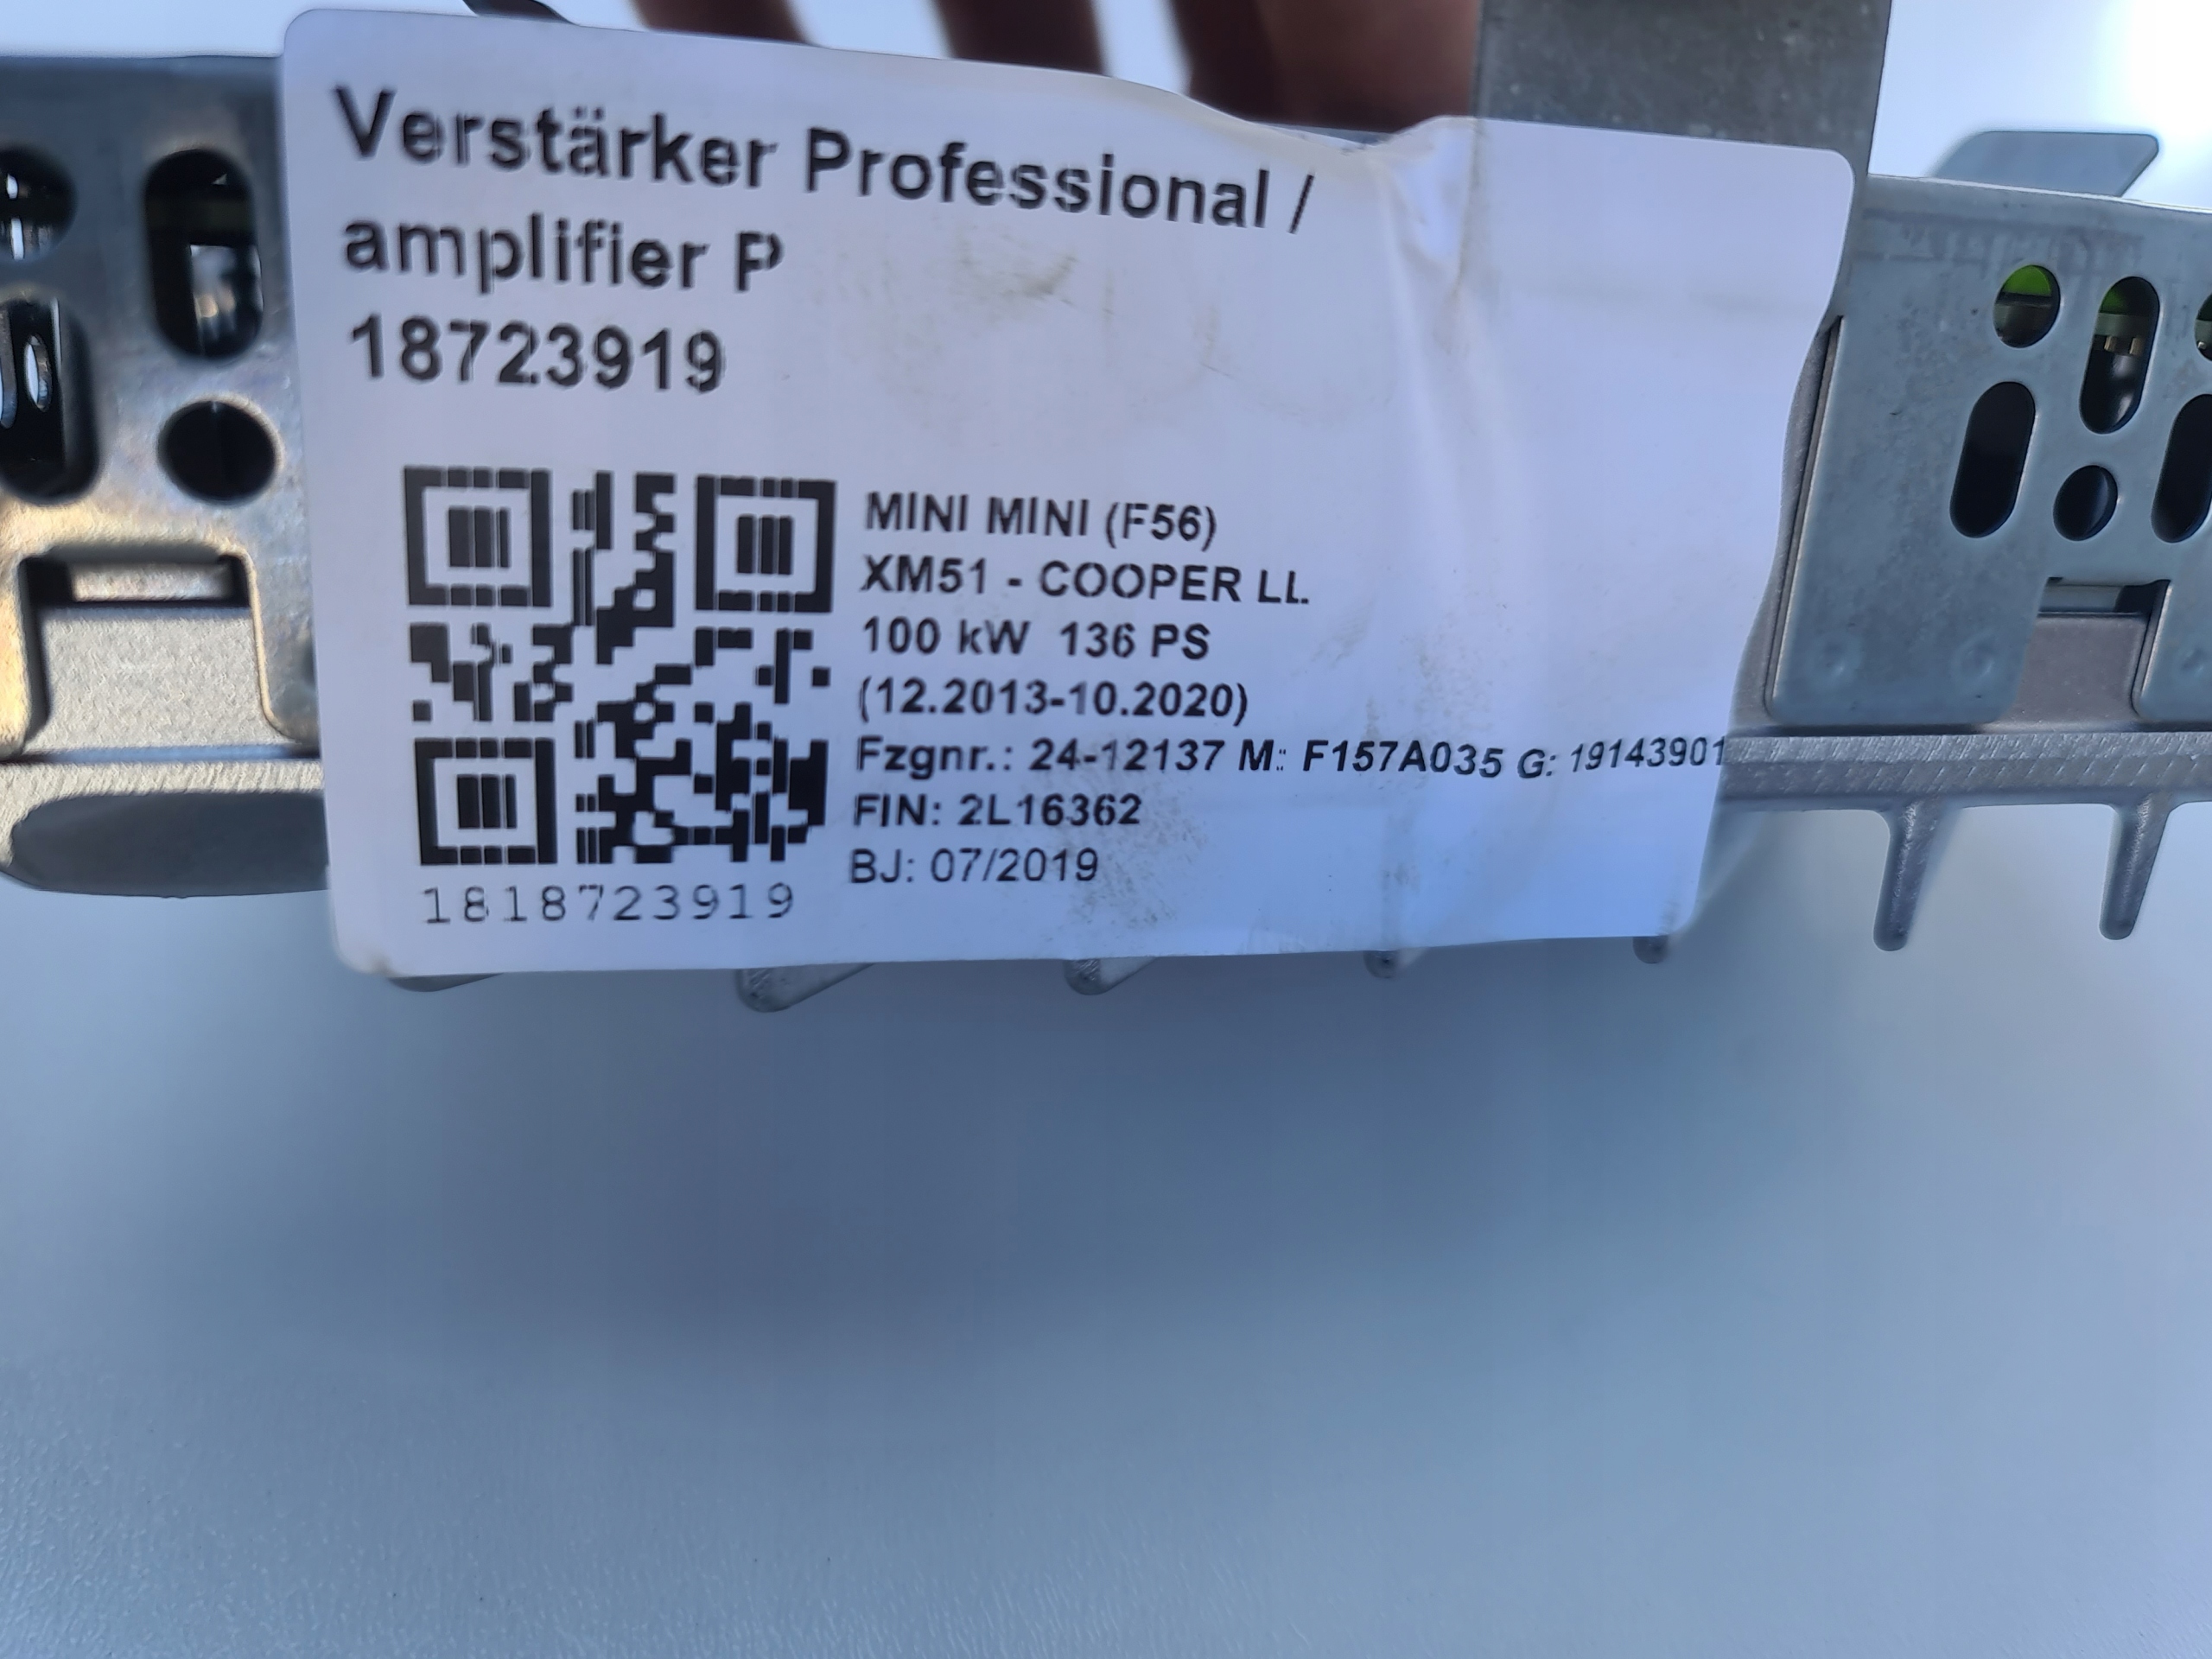 Verstärker Professional /
amplifier P
18723919
MINI MINI (F56)
XM51 - COOPER LL.
100 kW 136 PS
(12.2013-10.2020)
Fzgnr.: 24-12137 M: F157A035 G: 19143901
FIN: 2L16362
BJ: 07/2019
1818723919